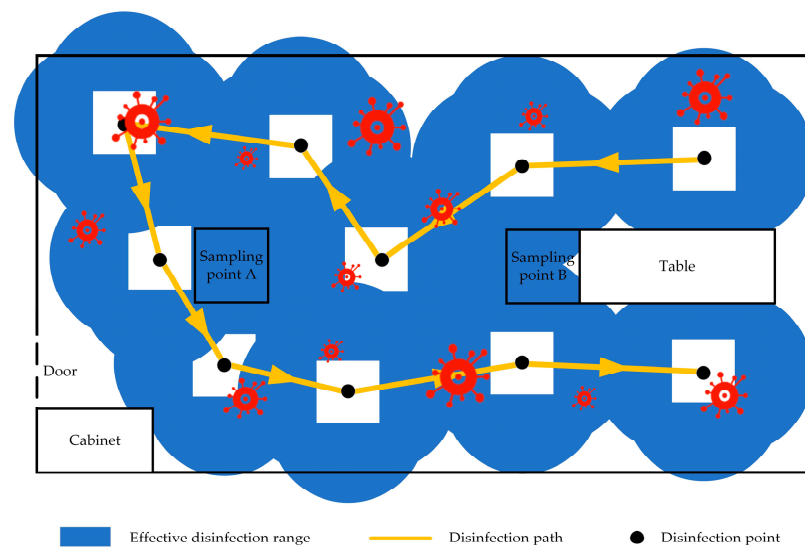 Sampling
point A
Sampling
point B
Table
Door
Cabinet
Effective disinfection range
Disinfection path
Disinfection point